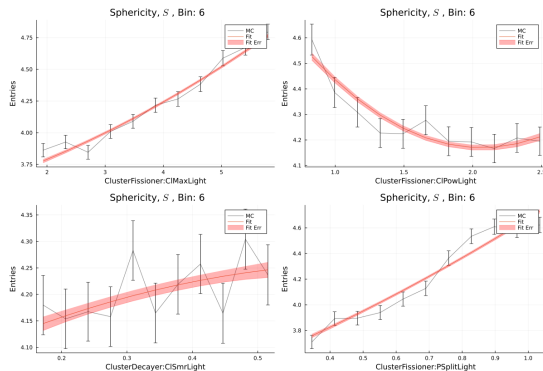 Sphericity, S , Bin: 6
MC
Fit
Fit Err
4.75
4.50
4.25
4.00
3.75
Entries
2
3
4
5
ClusterFissioner:ClMaxLight
Sphericity, S , Bin: 6
MC
Fit
Fit Err
4.6
4.5
4.4
4.3
4.2
4.1
Entries
1.0
1.5
2.0
2.5
ClusterFissioner:ClPowLight
Sphericity, S , Bin: 6
MC
Fit
Fit Err
4.35
4.30
4.25
4.20
4.15
4.10
Entries
0.2
0.3
0.4
0.5
ClusterDecayer:ClSmrLight
Sphericity, S , Bin: 6
MC
Fit
Fit Err
4.6
4.4
4.2
4.0
3.8
Entries
0.4
0.5
0.6
0.7
0.8
0.9
1.0
ClusterFissioner:PSplitLight